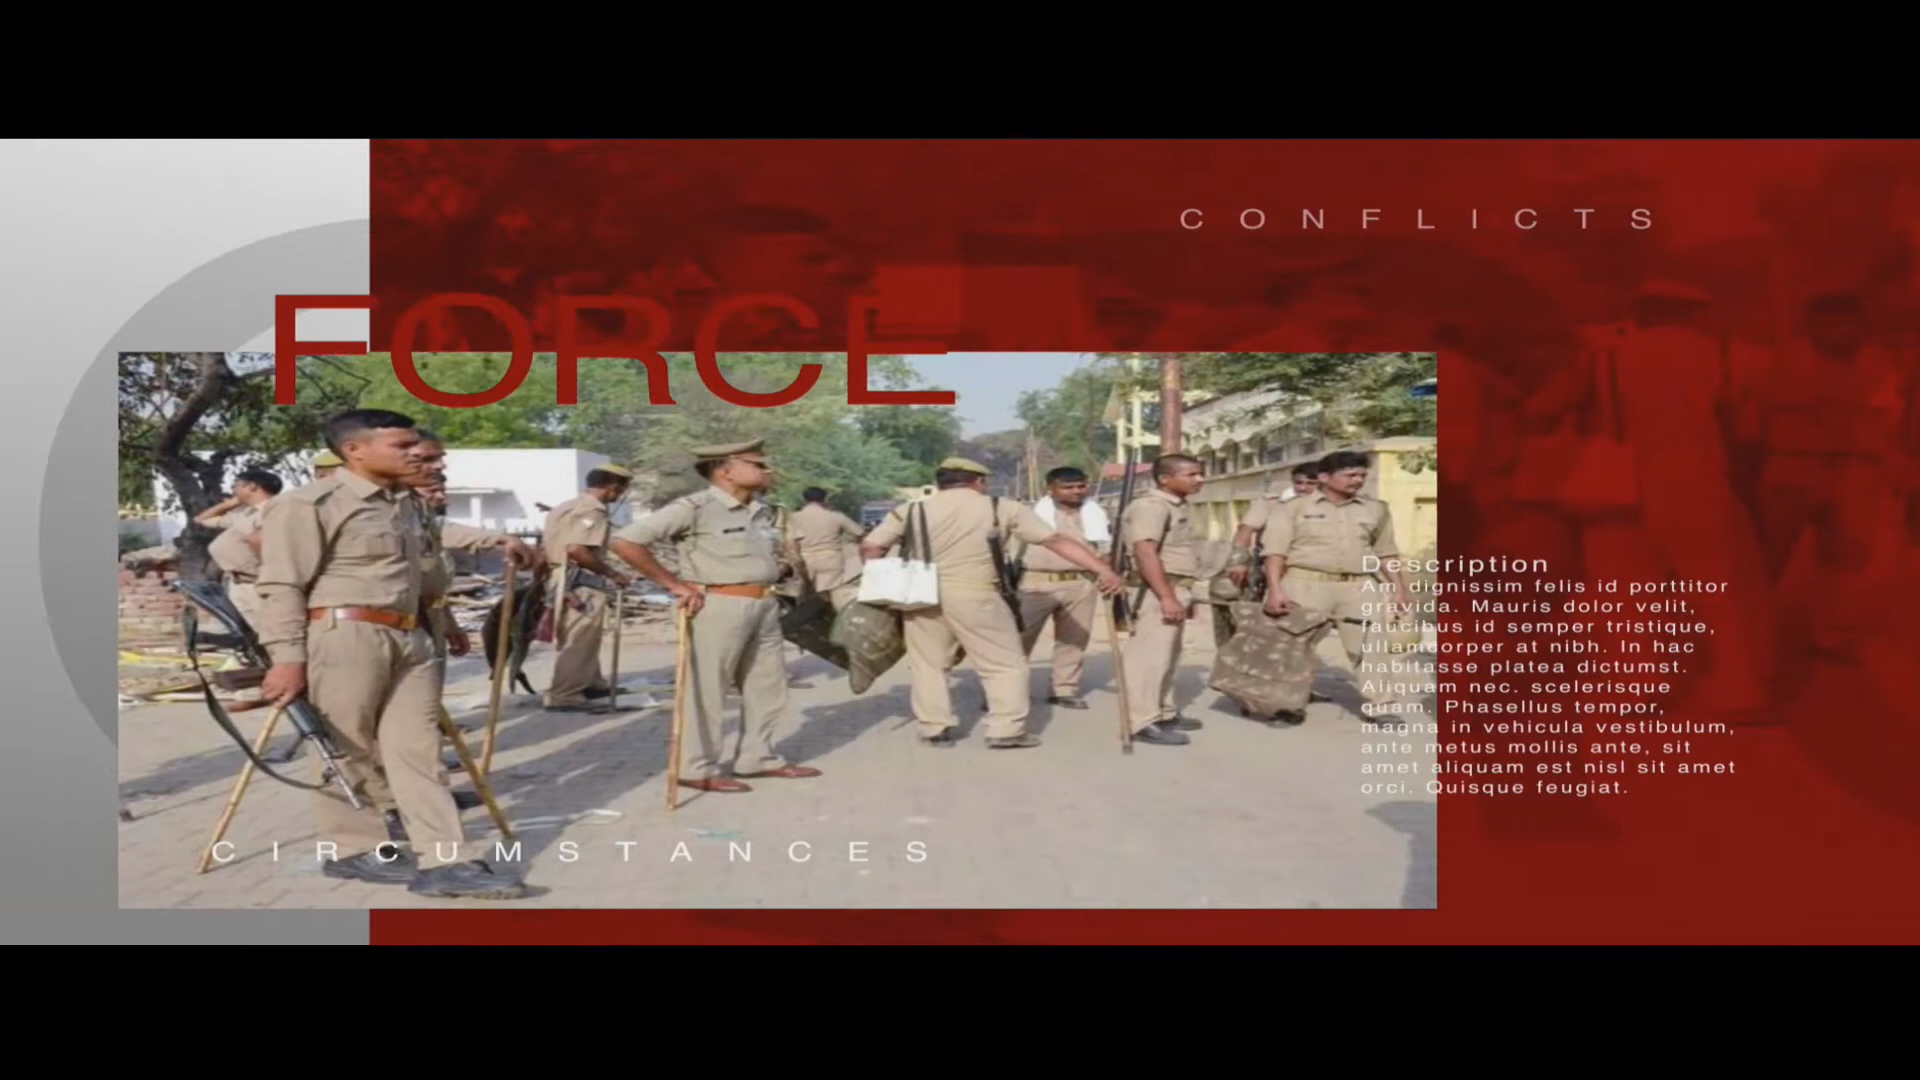 CONFLICTS
FORCE
Description
Am dignissim felis id porttitor
gravida. Mauris dolor velit,
faucibus id semper tristique,
ullamdorper at nibh. In hac
habitasse platea dictumst.
Aliquam nec. scelerisque
quam. Phasellus tempor,
magna in vehicula vestibulum,
ante metus mollis ante, sit
amet aliquam est nisl sit amet
orci. Quisque feugiat.
CIRCUMSTANCES